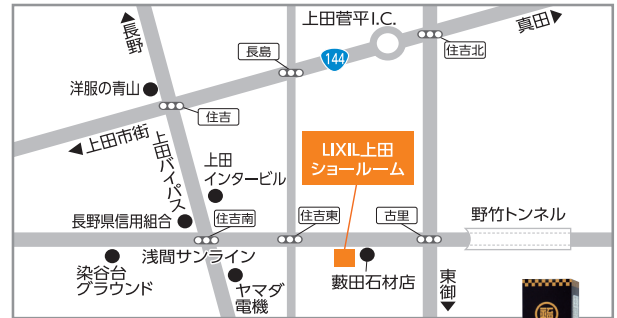 上田菅平I.C.
真田
長野
長島
住吉北
144
洋服の青山
住吉
上田市街
上田バイパス
上田
インタービル
LIXIL上田
ショールーム
長野県信用組合
住吉南
住吉東
古里
野竹トンネル
浅間サンライン
染谷台
グラウンド
ヤマダ
電機
藪田石材店
東御